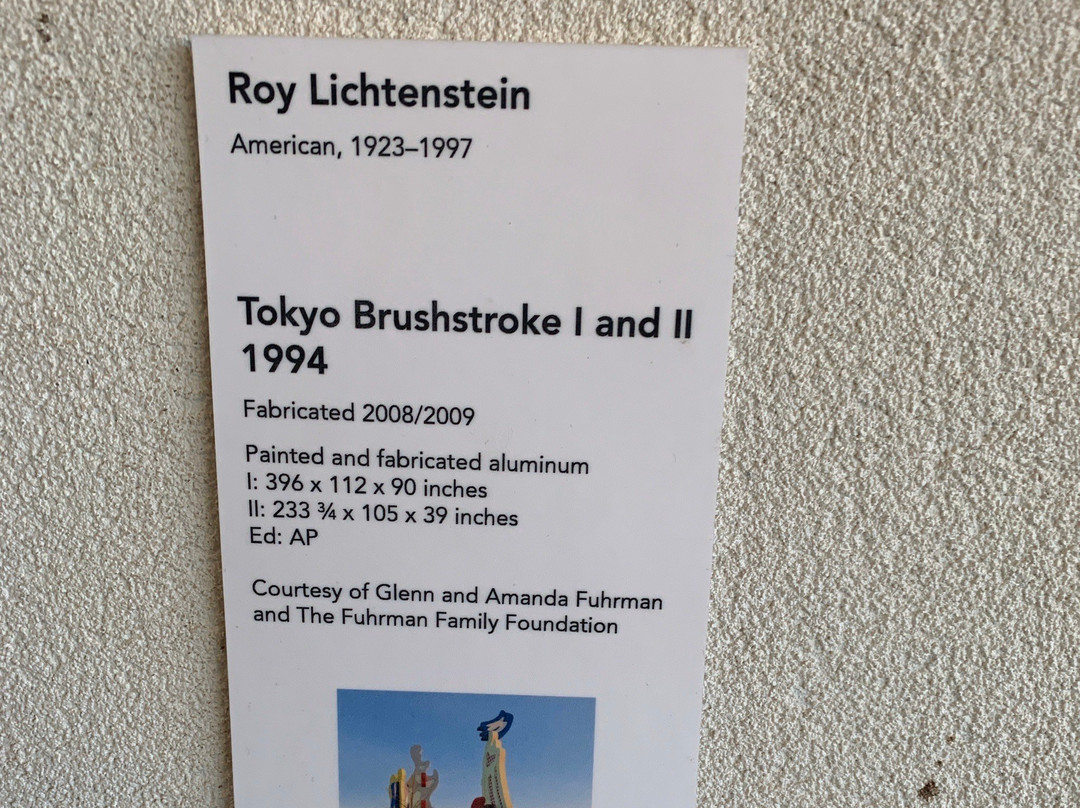 Roy Lichtenstein
American, 1923–1997
Tokyo Brushstroke I and II
1994
Fabricated 2008/2009
Painted and fabricated aluminum
I: 396 x 112 x 90 inches
II: 233 ¾ x 105 x 39 inches
Ed: AP
Courtesy of Glenn and Amanda Fuhrman
and The Fuhrman Family Foundation